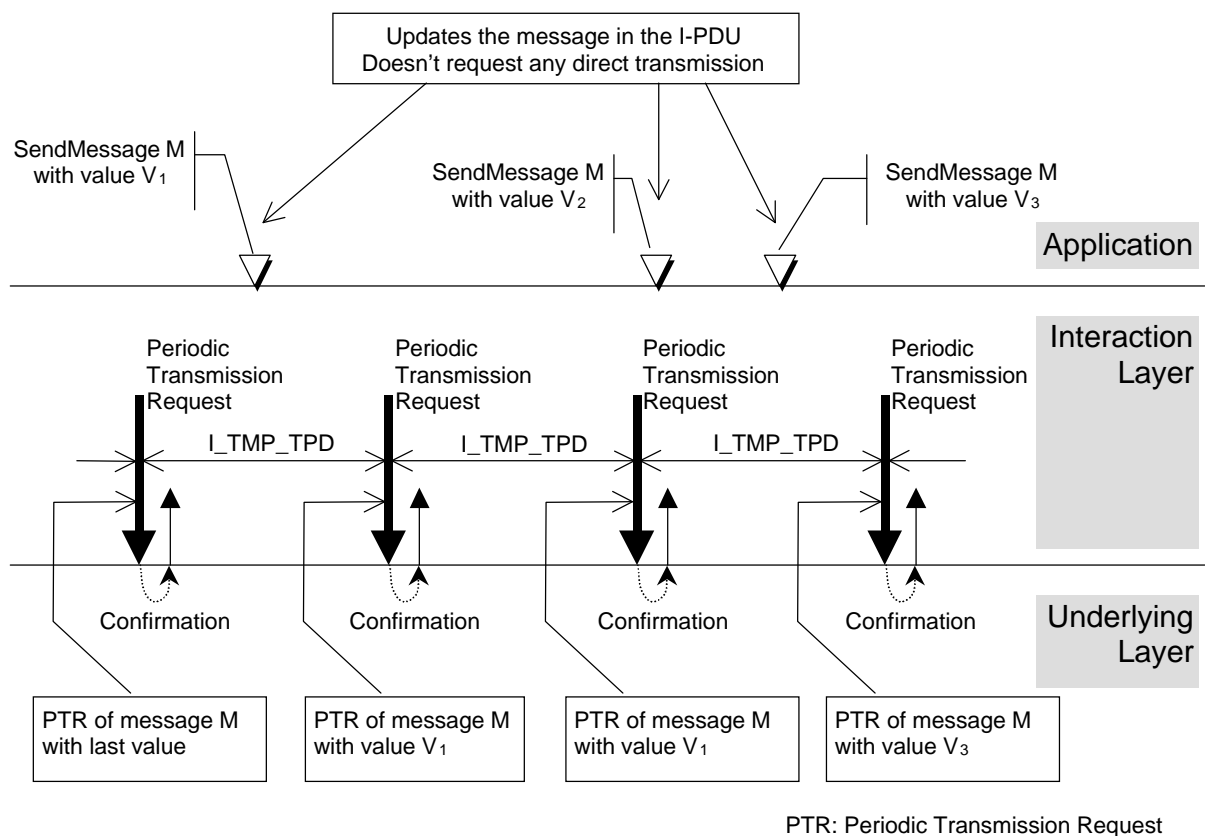 Updates the message in the I-PDU
Doesn't request any direct transmission
SendMessage M
with value V1
SendMessage M
with value V2
SendMessage M
with value V3
Application
Interaction
Layer
Periodic
Transmission
Request
Periodic
Transmission
Request
Periodic
Transmission
Request
Periodic
Transmission
Request
I_TMP_TPD
I_TMP_TPD
I_TMP_TPD
Confirmation
Confirmation
Confirmation
Confirmation
Underlying
Layer
PTR of message M
with last value
PTR of message M
with value V1
PTR of message M
with value V1
PTR of message M
with value V3
PTR: Periodic Transmission Request